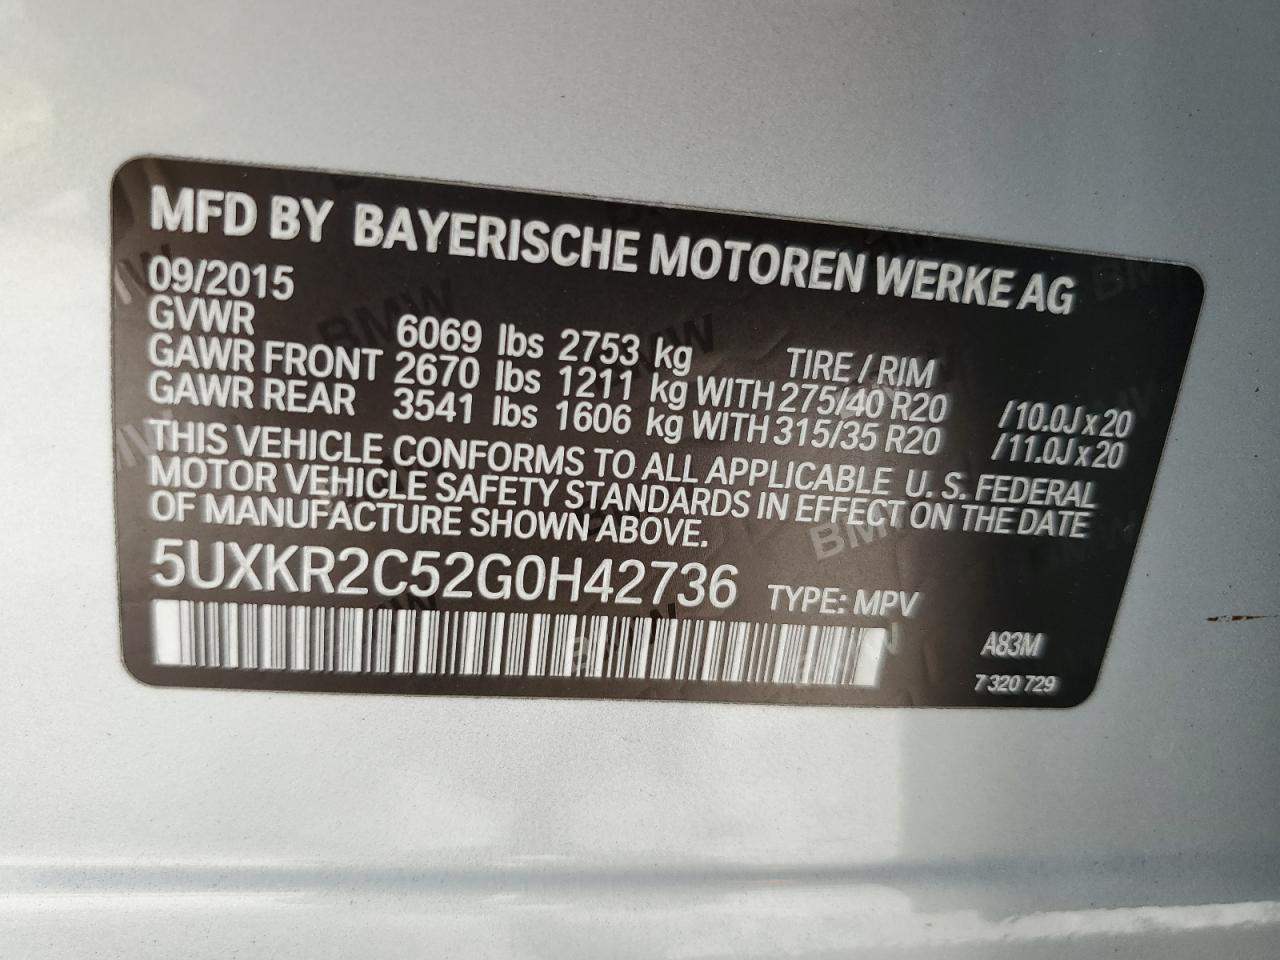 MFD BY BAYERISCHE MOTOREN WERKE AG
09/2015
GVWR 6069 lbs 2753 kg TIRE / RIM
GAWR FRONT 2670 lbs 1211 kg WITH 275/40 R20 /10.0J x 20
GAWR REAR 3541 lbs 1606 kg WITH 315/35 R20 /11.0J x 20
THIS VEHICLE CONFORMS TO ALL APPLICABLE U. S. FEDERAL
MOTOR VEHICLE SAFETY STANDARDS IN EFFECT ON THE DATE
OF MANUFACTURE SHOWN ABOVE.
5UXKR2C52G0H42736 TYPE: MPV
A83M
7 320 729